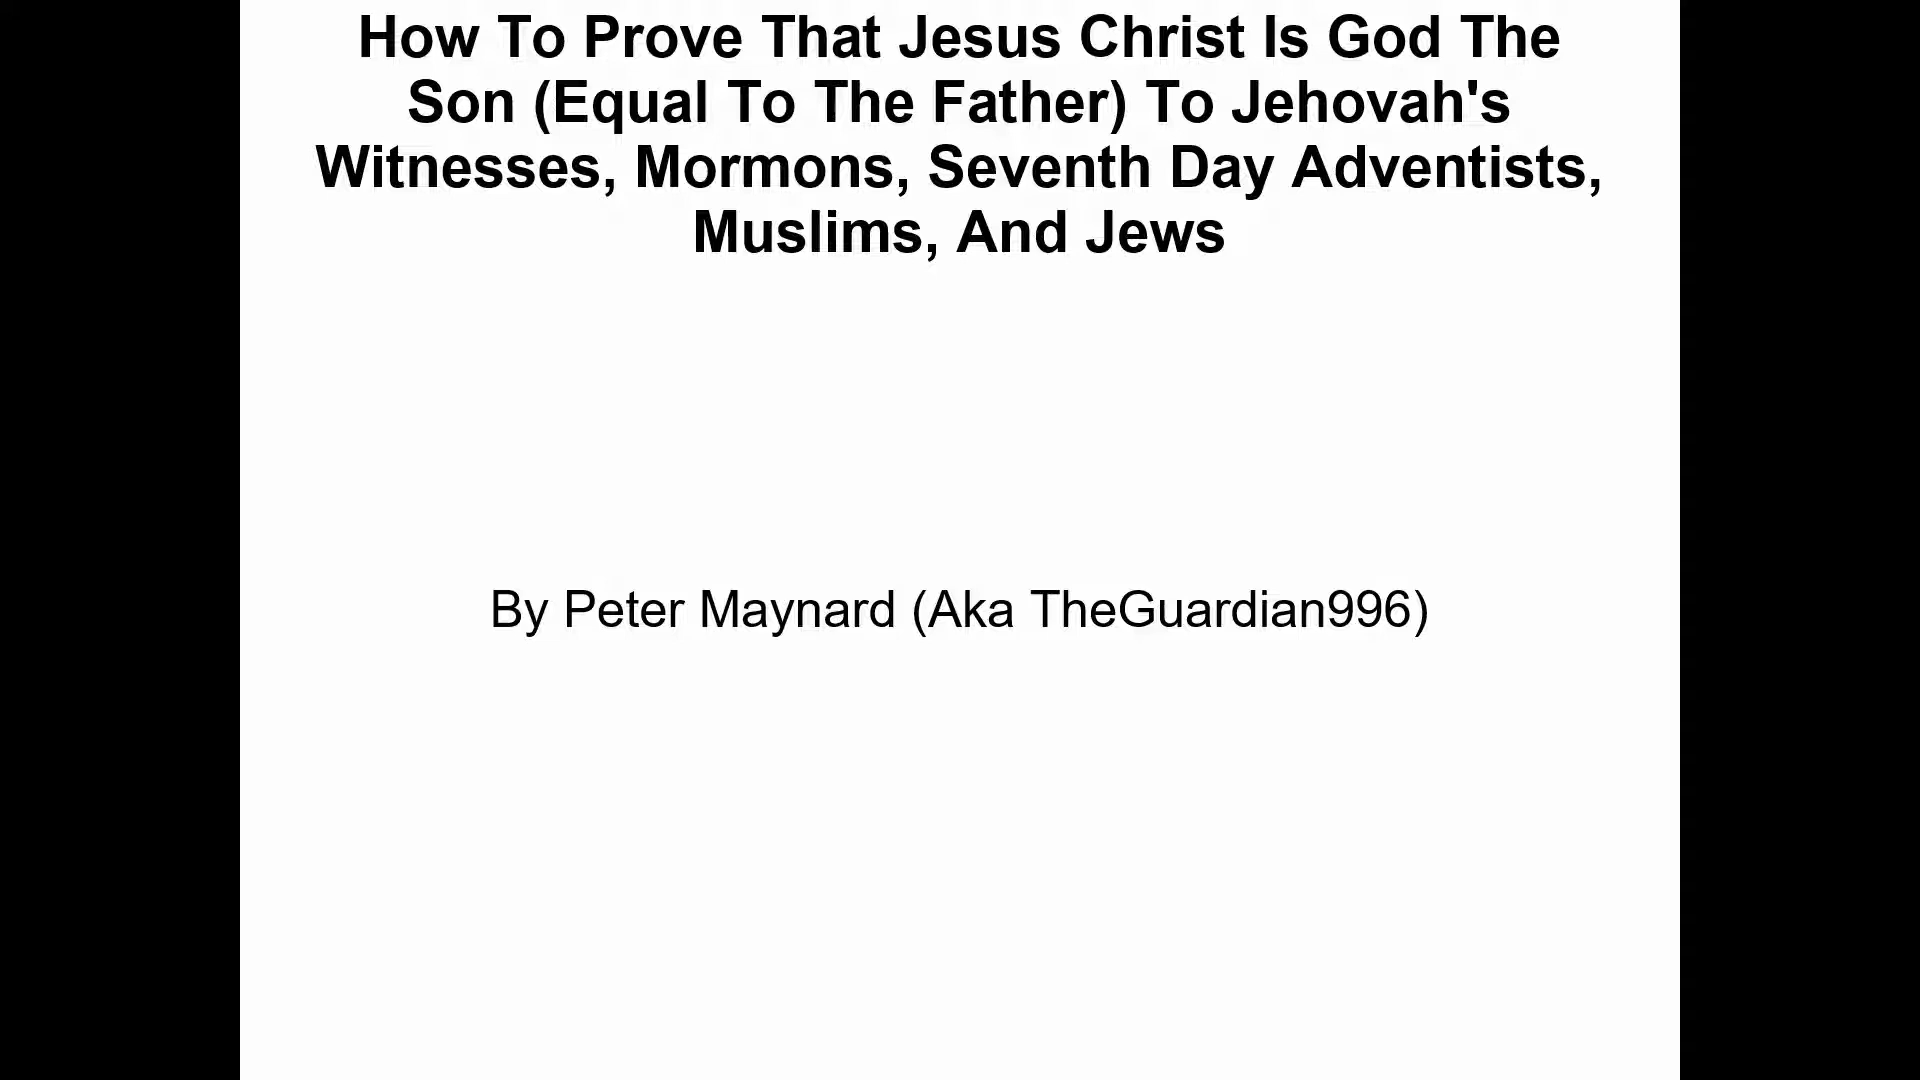 How To Prove That Jesus Christ Is God The
Son (Equal To The Father) To Jehovah's
Witnesses, Mormons, Seventh Day Adventists,
Muslims, And Jews
By Peter Maynard (Aka TheGuardian996)